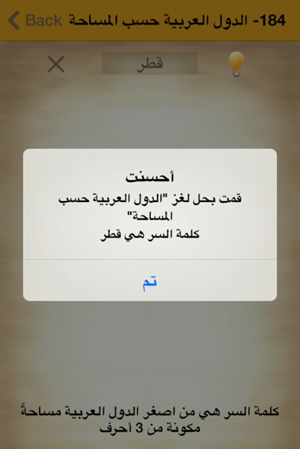 Back 184- الدول العربية حسب المساحة
قطر
أحسنت
قمت بحل لغز "الدول العربية حسب
المساحة"
كلمة السر هي قطر
تم
كلمة السر هي من اصغر الدول العربية مساحةً
مكونة من 3 أحرف